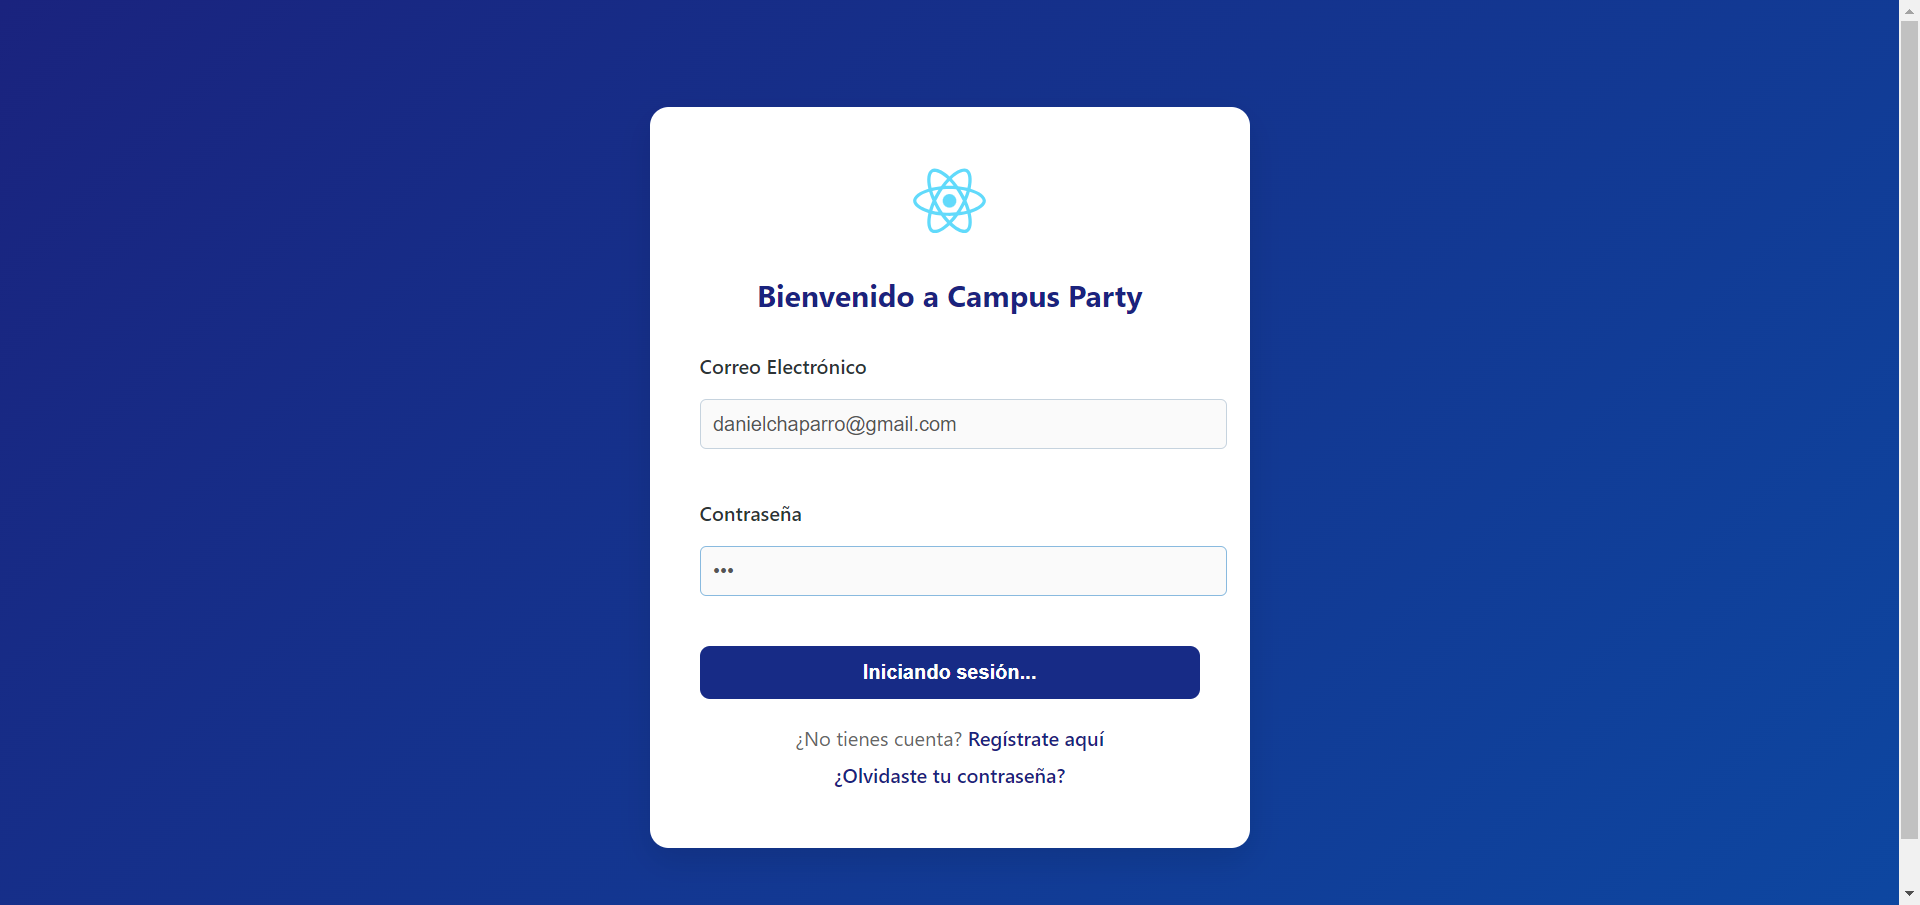 Bienvenido a Campus Party
Correo Electrónico
danielchaparro@gmail.com
Contraseña
•••
Iniciando sesión...
¿No tienes cuenta? Regístrate aquí
¿Olvidaste tu contraseña?